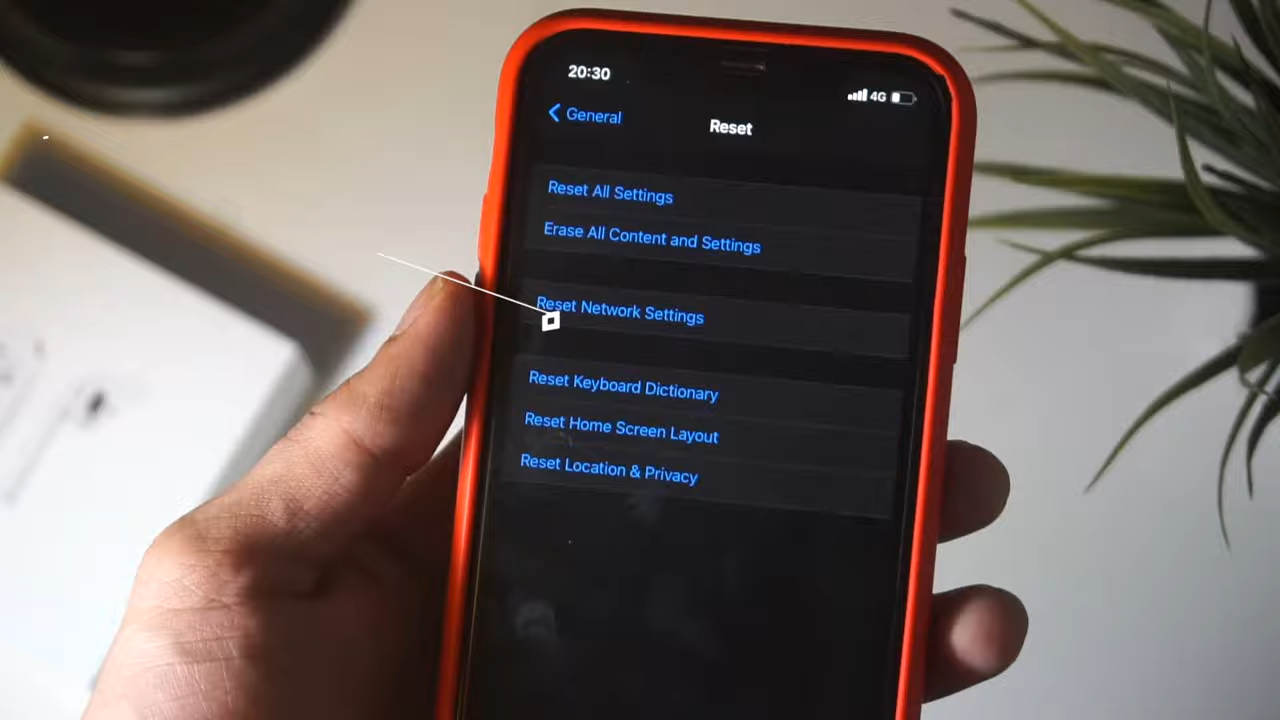 20:30
4G
General
Reset
Reset All Settings
Erase All Content and Settings
Reset Network Settings
Reset Keyboard Dictionary
Reset Home Screen Layout
Reset Location & Privacy